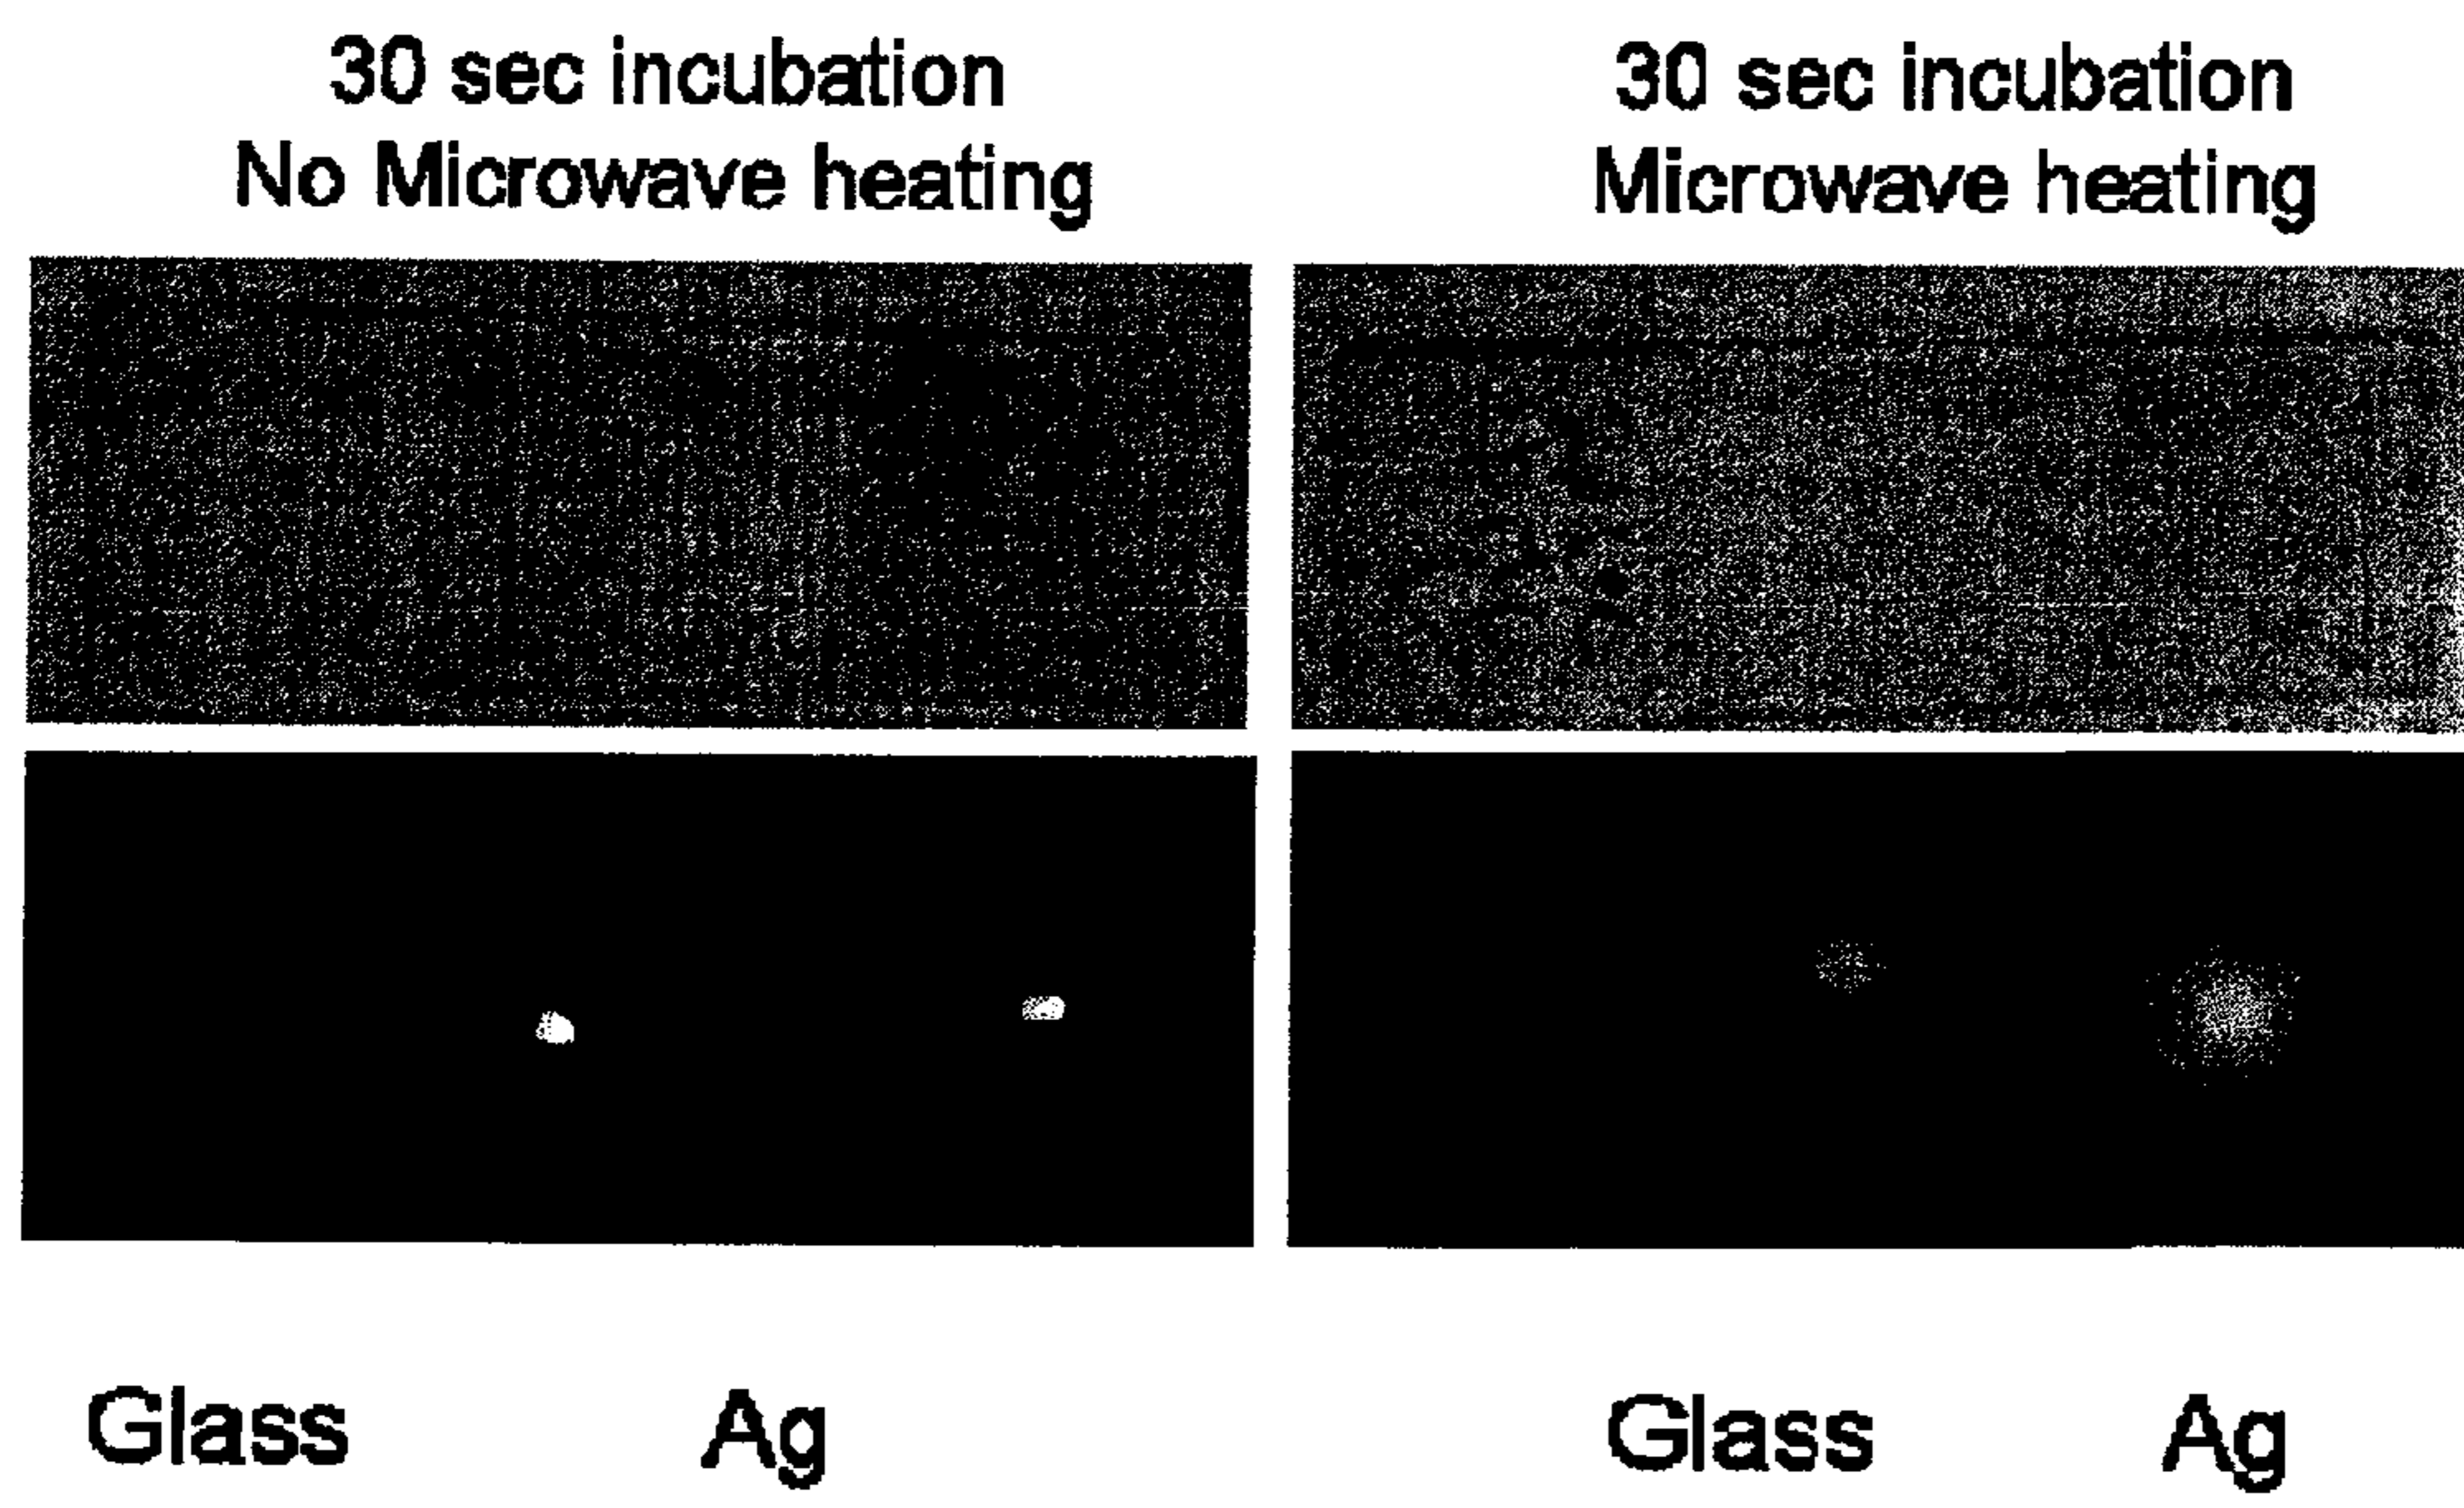 30 sec incubation
No Microwave heating
30 sec incubation
Microwave heating
Glass Ag
Glass Ag